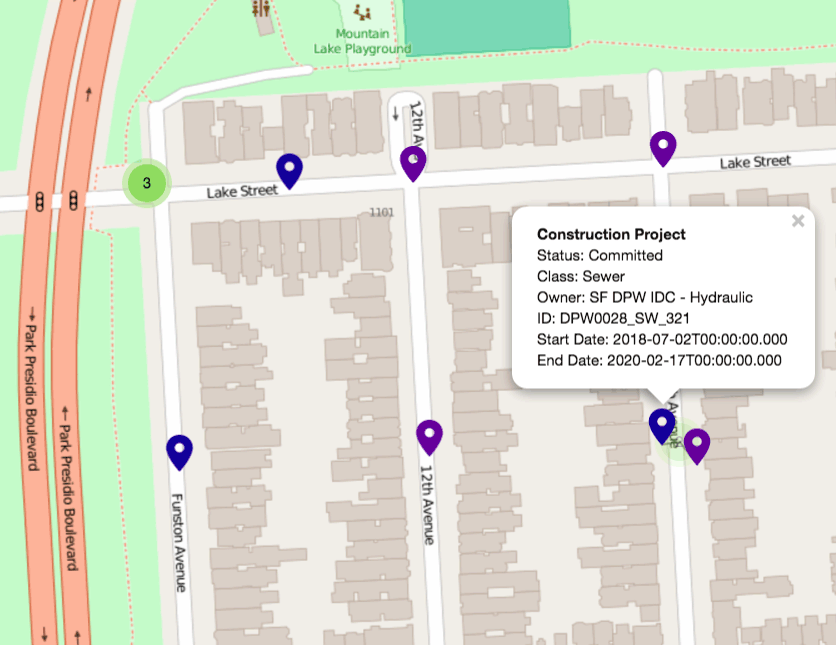 Mountain
Lake Playground
12th Av
Lake Street
3
Lake Street
1101
Construction Project
Status: Committed
Class: Sewer
Owner: SF DPW IDC - Hydraulic
ID: DPW0028_SW_321
Start Date: 2018-07-02T00:00:00.000
End Date: 2020-02-17T00:00:00.000
×
Park Presidio Boulevard
Park Presidio Boulevard
Funston Avenue
12th Avenue
Avenue